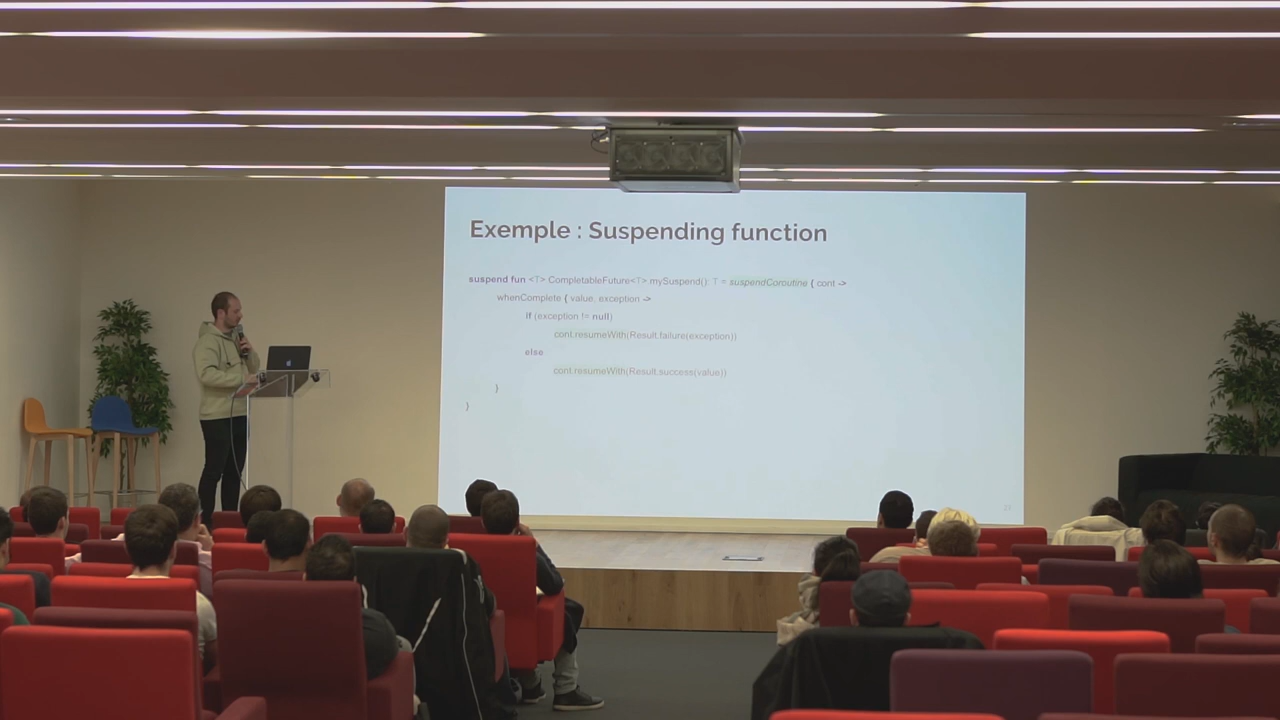 Exemple : Suspending function
suspend fun <T> CompletableFuture<T> mySuspend(): T = suspendCoroutine { cont ->
whenComplete { value, exception ->
if (exception != null)
cont.resumeWith(Result.failure(exception))
else
cont.resumeWith(Result.success(value))
}
}